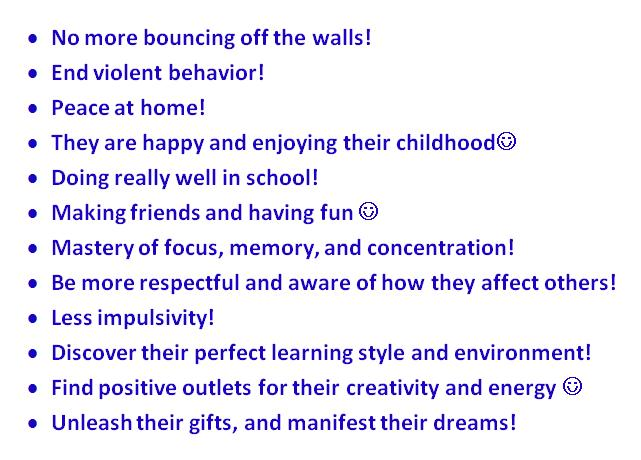 • No more bouncing off the walls!
• End violent behavior!
• Peace at home!
• They are happy and enjoying their childhood☺
• Doing really well in school!
• Making friends and having fun ☺
• Mastery of focus, memory, and concentration!
• Be more respectful and aware of how they affect others!
• Less impulsivity!
• Discover their perfect learning style and environment!
• Find positive outlets for their creativity and energy ☺
• Unleash their gifts, and manifest their dreams!